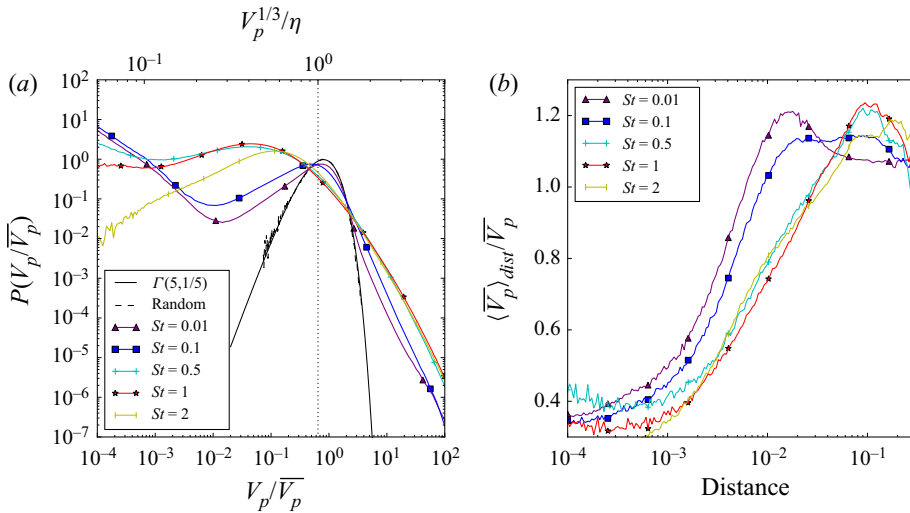 V_p^{1/3}/η
10^{-1} 10^0
(a)
10^2
10^1
10^0
10^{-1}
10^{-2}
10^{-3}
10^{-4}
10^{-5}
10^{-6}
10^{-7}
P(V_p/\overline{V_p})
Γ(5,1/5)
Random
St = 0.01
St = 0.1
St = 0.5
St = 1
St = 2
10^{-4} 10^{-3} 10^{-2} 10^{-1} 10^0 10^1 10^2
V_p/\overline{V_p}
(b)
1.2
1.0
0.8
0.6
0.4
⟨\overline{V_p}⟩_{dist}/\overline{V_p}
St = 0.01
St = 0.1
St = 0.5
St = 1
St = 2
10^{-4} 10^{-3} 10^{-2} 10^{-1}
Distance